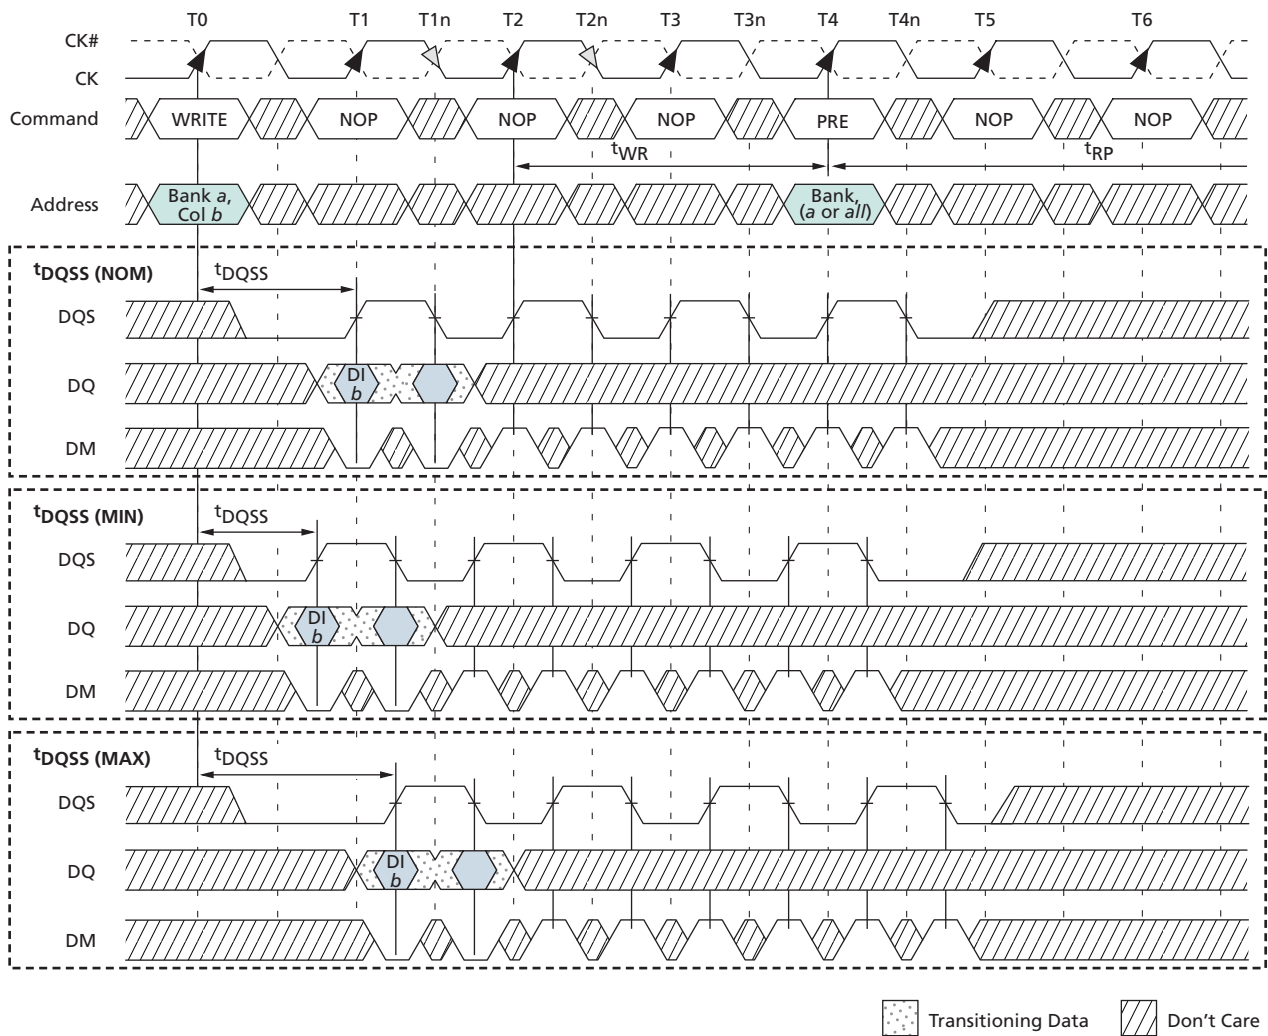 T0 T1 T1n T2 T2n T3 T3n T4 T4n T5 T6
CK#
CK
Command WRITE NOP NOP NOP PRE NOP NOP
tWR tRP
Address Bank a, Col b Bank, (a or all)
tDQSS (NOM) tDQSS
DQS
DQ DI b
DM
tDQSS (MIN) tDQSS
DQS
DQ DI b
DM
tDQSS (MAX) tDQSS
DQS
DQ DI b
DM
Transitioning Data Don't Care